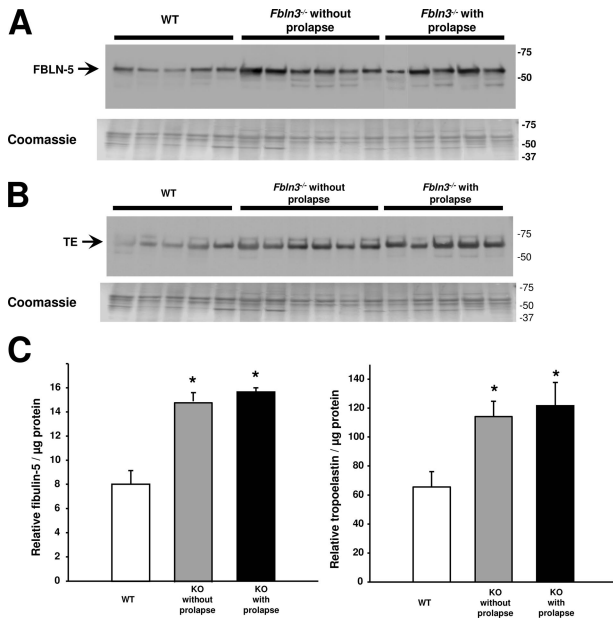 A
WT
Fbln3-/- without prolapse
Fbln3-/- with prolapse
FBLN-5
-75
-50
Coomassie
-75
-50
-37
B
WT
Fbln3-/- without prolapse
Fbln3-/- with prolapse
TE
-75
-50
Coomassie
-75
-50
-37
C
Relative fibulin-5 / µg protein
16
14
12
10
8
6
4
2
0
*
*
WT
KO without prolapse
KO with prolapse
Relative tropoelastin / µg protein
140
120
100
80
60
40
20
0
*
*
WT
KO without prolapse
KO with prolapse